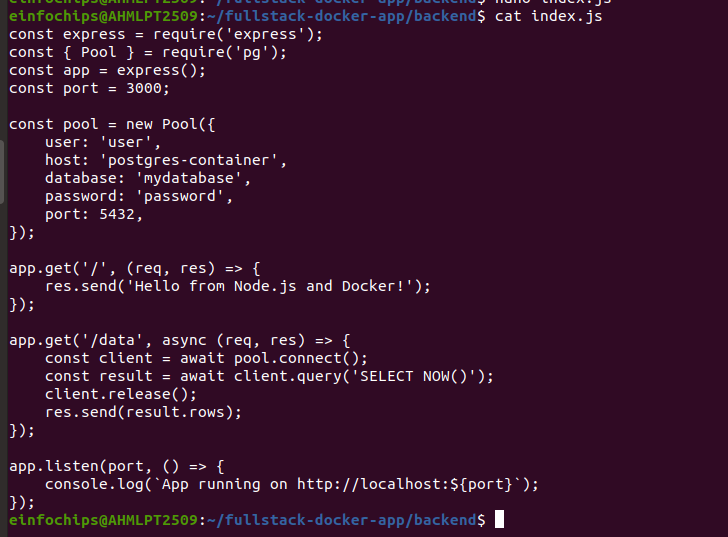 einfochips@AHMLPT2509:~/fullstack-docker-app/backend$ nano index.js
einfochips@AHMLPT2509:~/fullstack-docker-app/backend$ cat index.js
const express = require('express');
const { Pool } = require('pg');
const app = express();
const port = 3000;

const pool = new Pool({
    user: 'user',
    host: 'postgres-container',
    database: 'mydatabase',
    password: 'password',
    port: 5432,
});

app.get('/', (req, res) => {
    res.send('Hello from Node.js and Docker!');
});

app.get('/data', async (req, res) => {
    const client = await pool.connect();
    const result = await client.query('SELECT NOW()');
    client.release();
    res.send(result.rows);
});

app.listen(port, () => {
    console.log(`App running on http://localhost:${port}`);
});
einfochips@AHMLPT2509:~/fullstack-docker-app/backend$